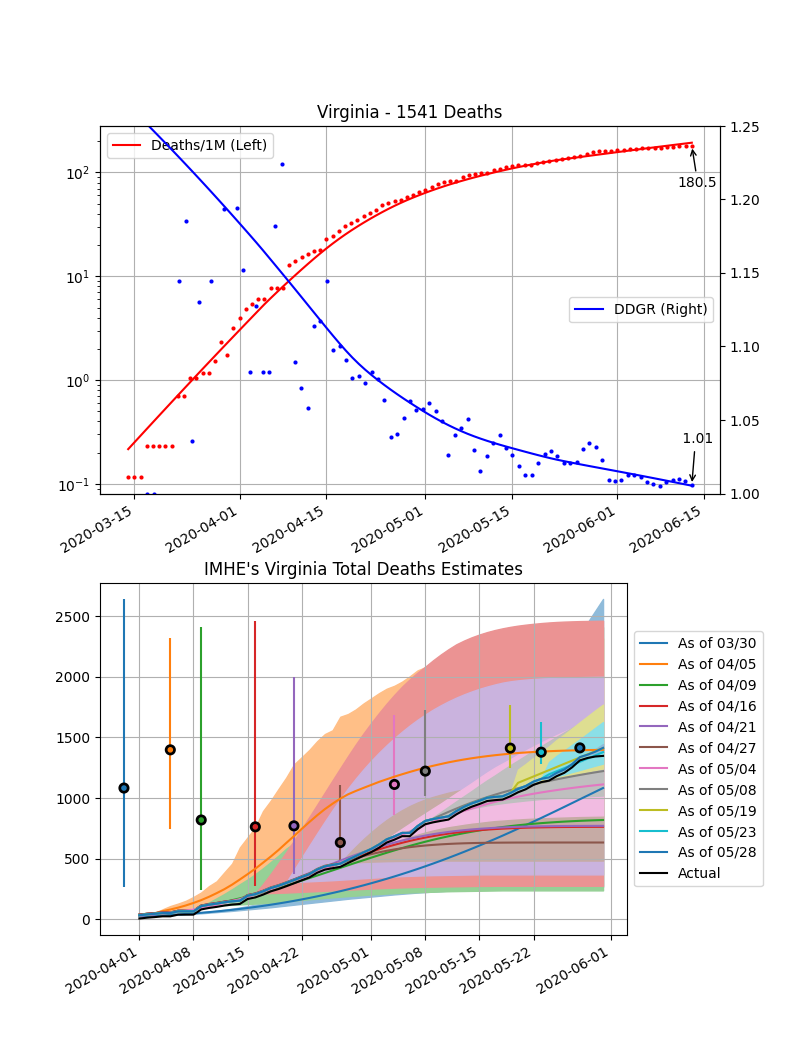 Virginia - 1541 Deaths
Deaths/1M (Left)
DDGR (Right)
180.5
1.01
10²
10¹
10⁰
10⁻¹
1.25
1.20
1.15
1.10
1.05
1.00
2020-03-15
2020-04-01
2020-04-15
2020-05-01
2020-05-15
2020-06-01
2020-06-15
IMHE's Virginia Total Deaths Estimates
2500
2000
1500
1000
500
0
2020-04-01
2020-04-08
2020-04-15
2020-04-22
2020-05-01
2020-05-08
2020-05-15
2020-05-22
2020-06-01
As of 03/30
As of 04/05
As of 04/09
As of 04/16
As of 04/21
As of 04/27
As of 05/04
As of 05/08
As of 05/19
As of 05/23
As of 05/28
Actual